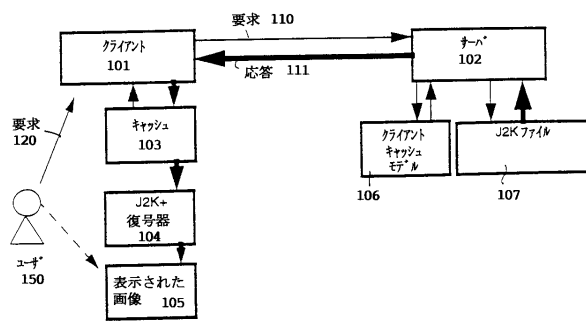 要求 110
クライアント
101
サーバ
102
応答 111
要求
120
キャッシュ
103
クライアント
キャッシュ
モデル
106
J2Kファイル
107
J2K+
復号器
104
ユーザ
150
表示された
画像 105